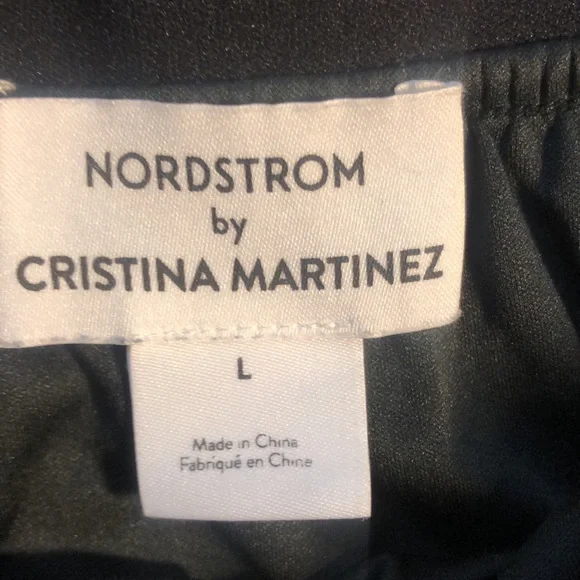 NORDSTROM
by
CRISTINA MARTINEZ
L
Made in China
Fabriqué en Chine